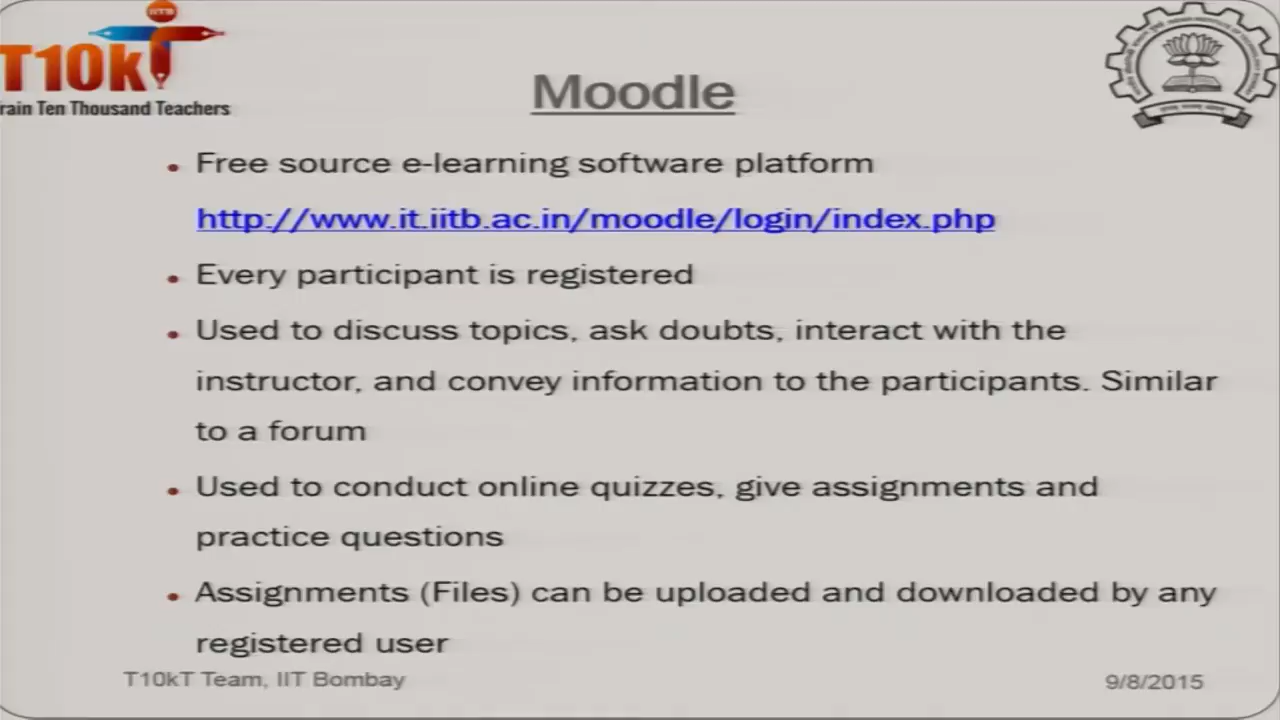 IITB
T10kT
rain Ten Thousand Teachers
Moodle
• Free source e-learning software platform
http://www.it.iitb.ac.in/moodle/login/index.php
• Every participant is registered
• Used to discuss topics, ask doubts, interact with the
instructor, and convey information to the participants. Similar
to a forum
• Used to conduct online quizzes, give assignments and
practice questions
• Assignments (Files) can be uploaded and downloaded by any
registered user
T10kT Team, IIT Bombay
9/8/2015